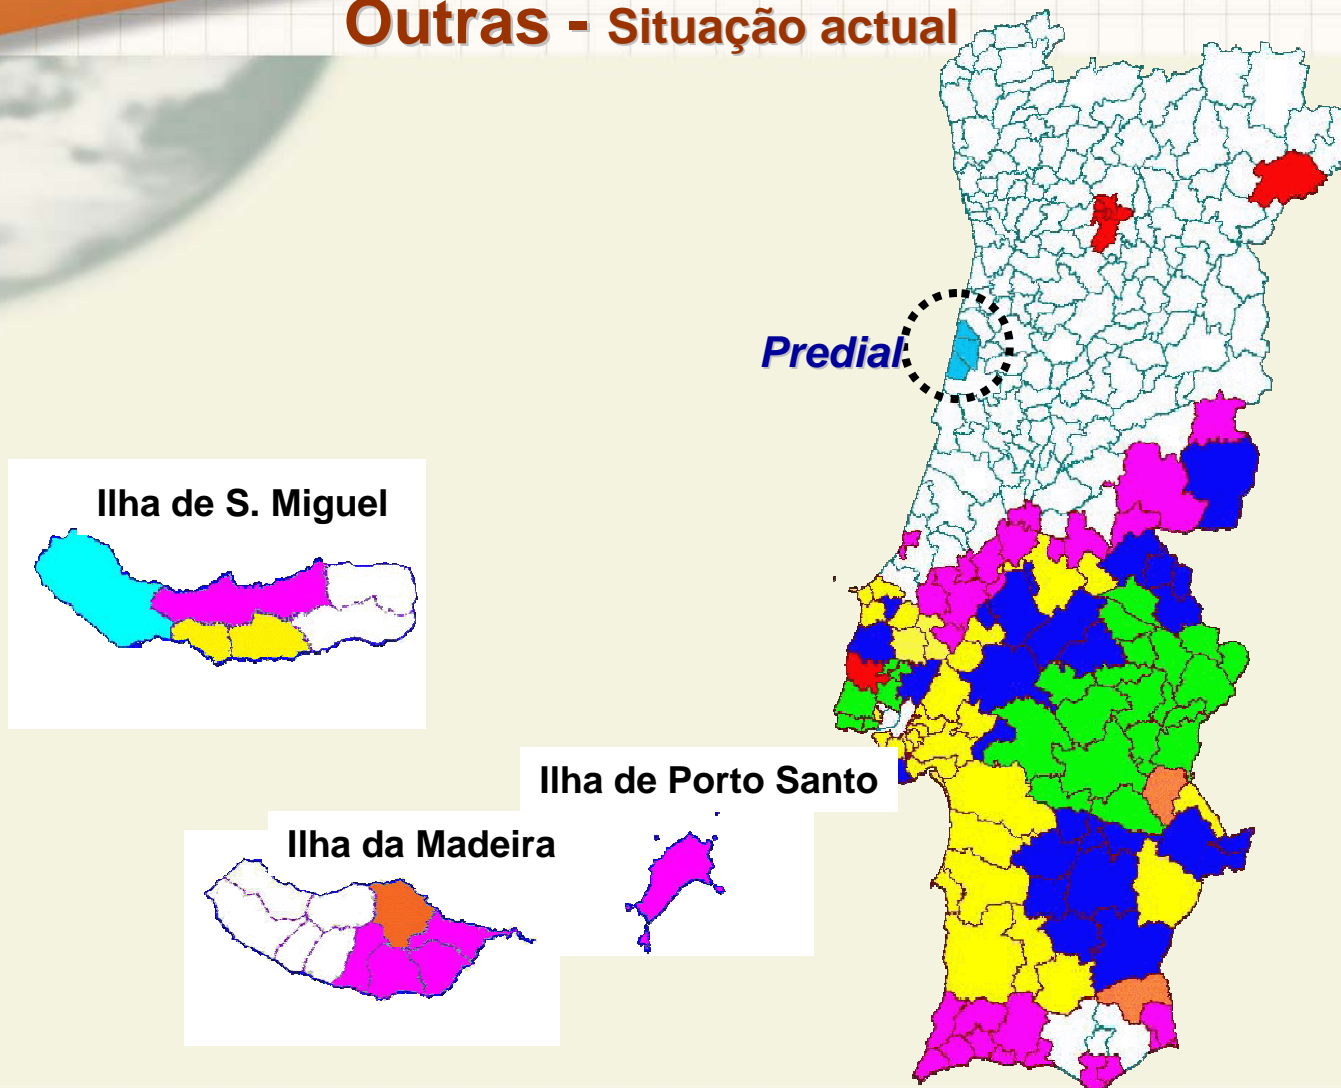 Outras - Situação actual
Predial
Ilha de S. Miguel
Ilha de Porto Santo
Ilha da Madeira